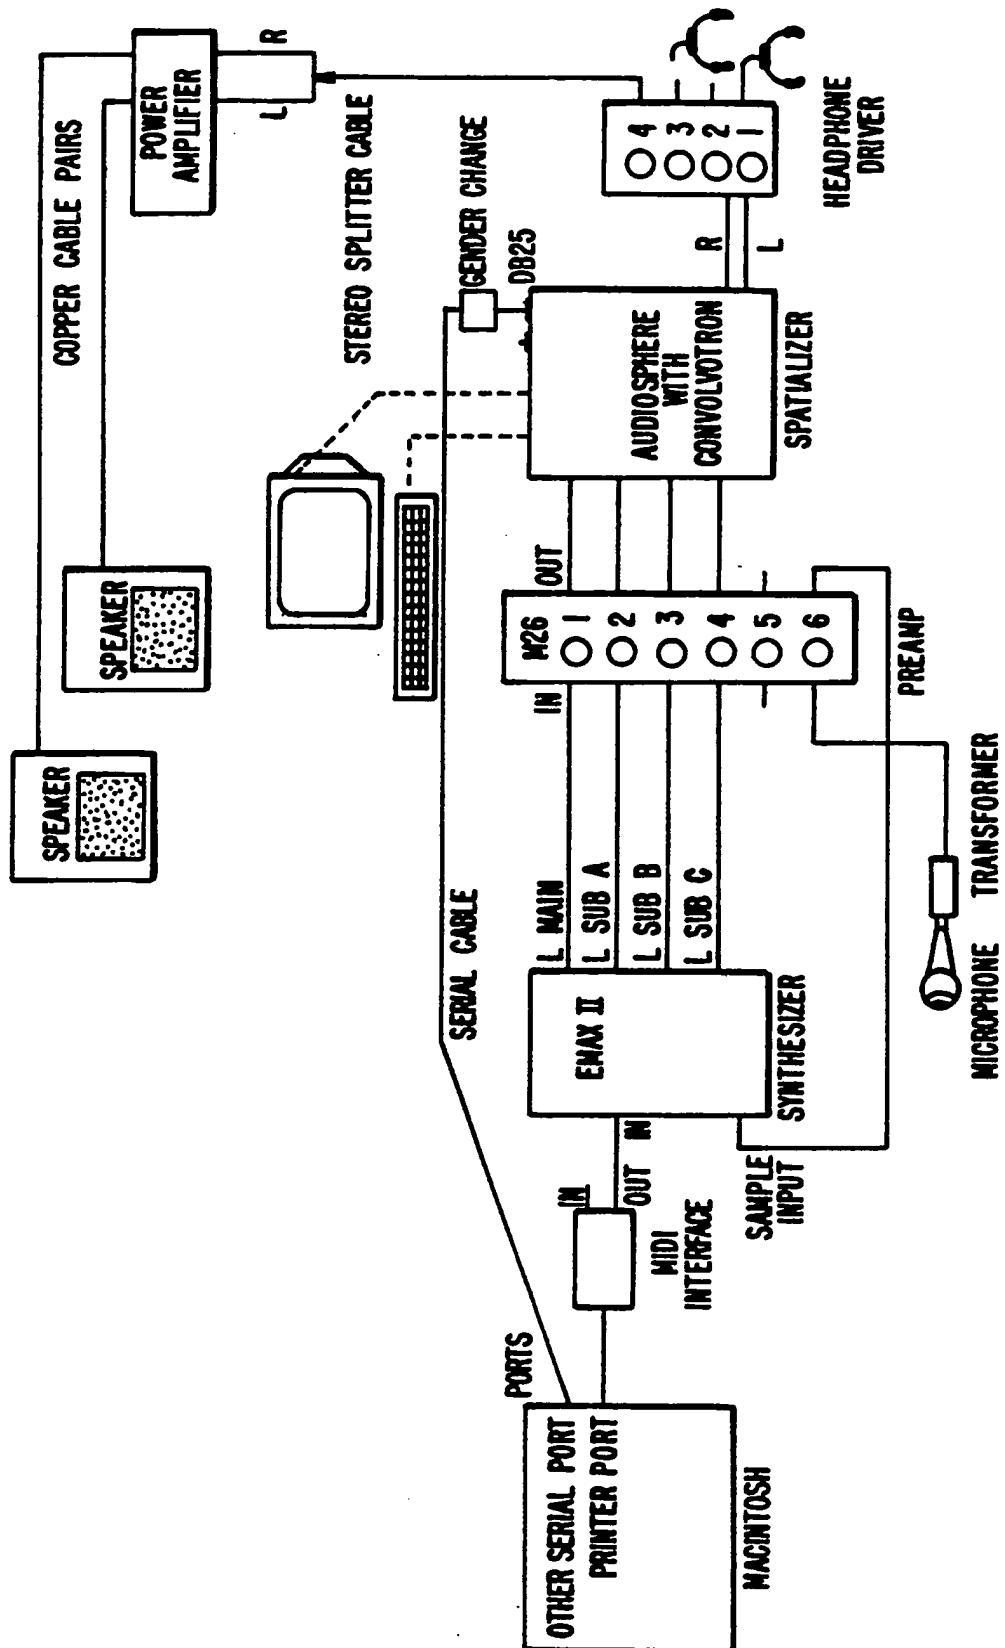 OTHER SERIAL PORT
PRINTER PORT
MACINTOSH
PORTS
SERIAL CABLE
IN
OUT
MIDI
INTERFACE
IN
EMAX II
SYNTHESIZER
SAMPLE
INPUT
L MAIN
L SUB A
L SUB B
L SUB C
MICROPHONE TRANSFORMER
IN
M26
OUT
1
2
3
4
5
6
PREAMP
AUDIOSPHERE
WITH
CONVOLVOTRON
SPATIALIZER
GENDER CHANGE
DB25
R
L
4
3
2
1
HEADPHONE
DRIVER
STEREO SPLITTER CABLE
L
R
POWER
AMPLIFIER
COPPER CABLE PAIRS
SPEAKER
SPEAKER